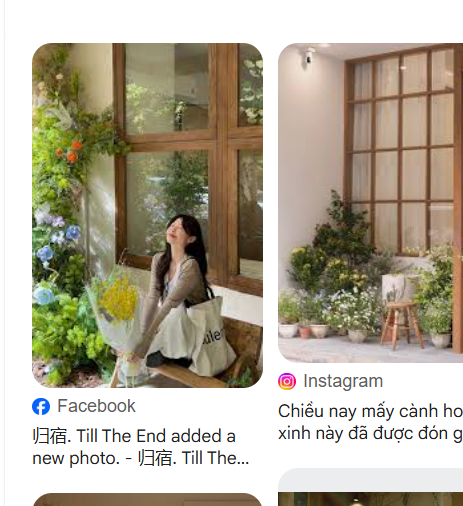 ule
Facebook
归宿. Till The End added a
new photo. - 归宿. Till The...
Instagram
Chiều nay mấy cành ho
xinh này đã được đón g